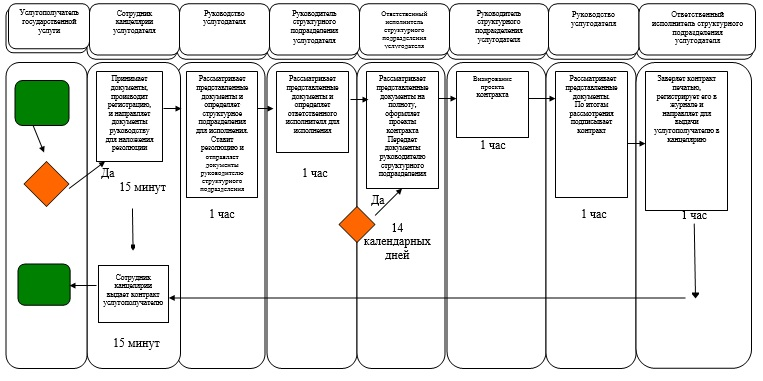 Услугополучатель
государственной
услуги
Сотрудник
канцелярии
услугодателя
Руководство
услугодателя
Руководитель
структурного
подразделения
услугодателя
Ответственный
исполнитель
структурного
подразделения
услугодателя
Руководитель
структурного
подразделения
услугодателя
Руководство
услугодателя
Ответственный
исполнитель структурного
подразделения
услугодателя
Принимает
документы,
производит
регистрацию,
и направляет
документы
руководству
для наложения
резолюции
Да
15 минут
Рассматривает
представленные
документы и
определяет
структурное
подразделения
для исполнения.
Ставит
резолюцию и
отправляет
документы
руководителю
структурного
подразделения
1 час
Рассматривает
представленные
документы и
определяет
ответственного
исполнителя для
исполнения
1 час
Рассматривает
представленные
документы на
полноту,
оформляет
проекты
контракта
Передает
документы
руководителю
структурного
подразделения
Да
14
календарных
дней
Визирование
проекта
контракта
1 час
Рассматривает
представленные
документы.
По итогам
рассмотрения
подписывает
контракт
1 час
Заверяет контракт
печатью,
регистрирует его в
журнале и
направляет для
выдачи
услугополучателю в
канцелярию
1 час
Сотрудник
канцелярии
выдает контракт
услугополучателю
15 минут